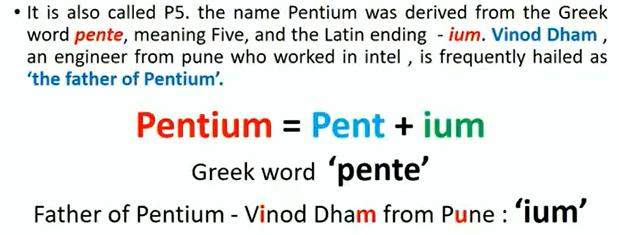 • It is also called P5. the name Pentium was derived from the Greek
word pente, meaning Five, and the Latin ending - ium. Vinod Dham ,
an engineer from pune who worked in intel , is frequently hailed as
‘the father of Pentium’.
Pentium = Pent + ium
Greek word ‘pente’
Father of Pentium - Vinod Dham from Pune : ‘ium’